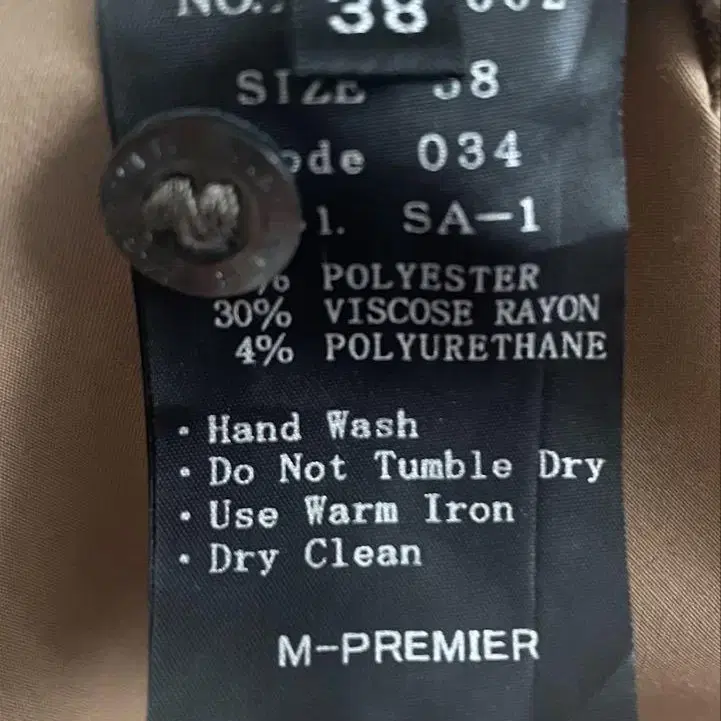 38
SIZE 38
034
SA-1
% POLYESTER
30% VISCOSE RAYON
4% POLYURETHANE
・Hand Wash
・Do Not Tumble Dry
・Use Warm Iron
・Dry Clean
M-PREMIER